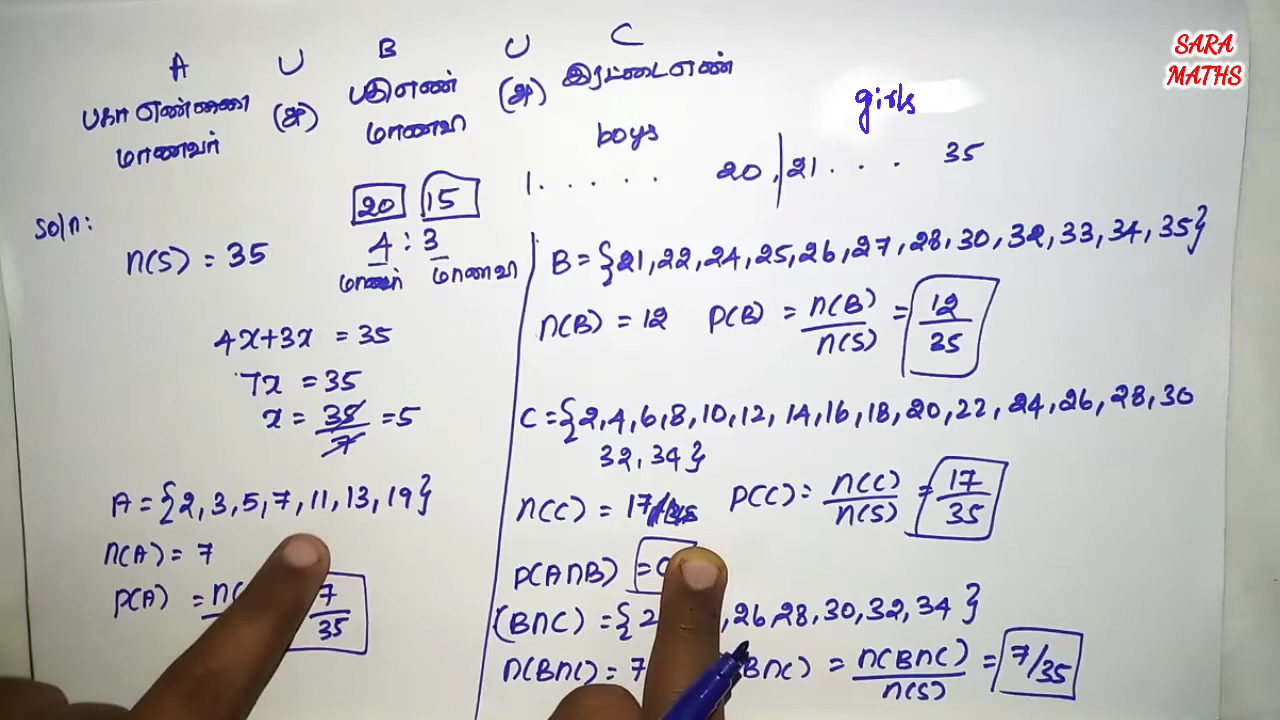 SARA
MATHS
A U B U C
பகா எண்ணை (அ) பகு எண் (அ) இரட்டை எண்
மாணவர் மாணவி
boys girls
1 . . . . . 20, 21 . . . 35
20 15
Soln:
n(S) = 35
4 : 3
மாணவர் மாணவி
4x+3x = 35
7x = 35
x = 35/7 = 5
A = {2, 3, 5, 7, 11, 13, 19}
n(A) = 7
P(A) = 7/35
B = {21, 22, 24, 25, 26, 27, 28, 30, 32, 33, 34, 35}
n(B) = 12 P(B) = n(B)/n(S) = 12/35
C = {2, 4, 6, 8, 10, 12, 14, 16, 18, 20, 22, 24, 26, 28, 30
32, 34}
n(C) = 17 P(C) = n(C)/n(S) = 17/35
P(A∩B) =
(B∩C) = {2 , 26, 28, 30, 32, 34}
n(B∩C) = 7 B∩C) = n(B∩C)/n(S) = 7/35